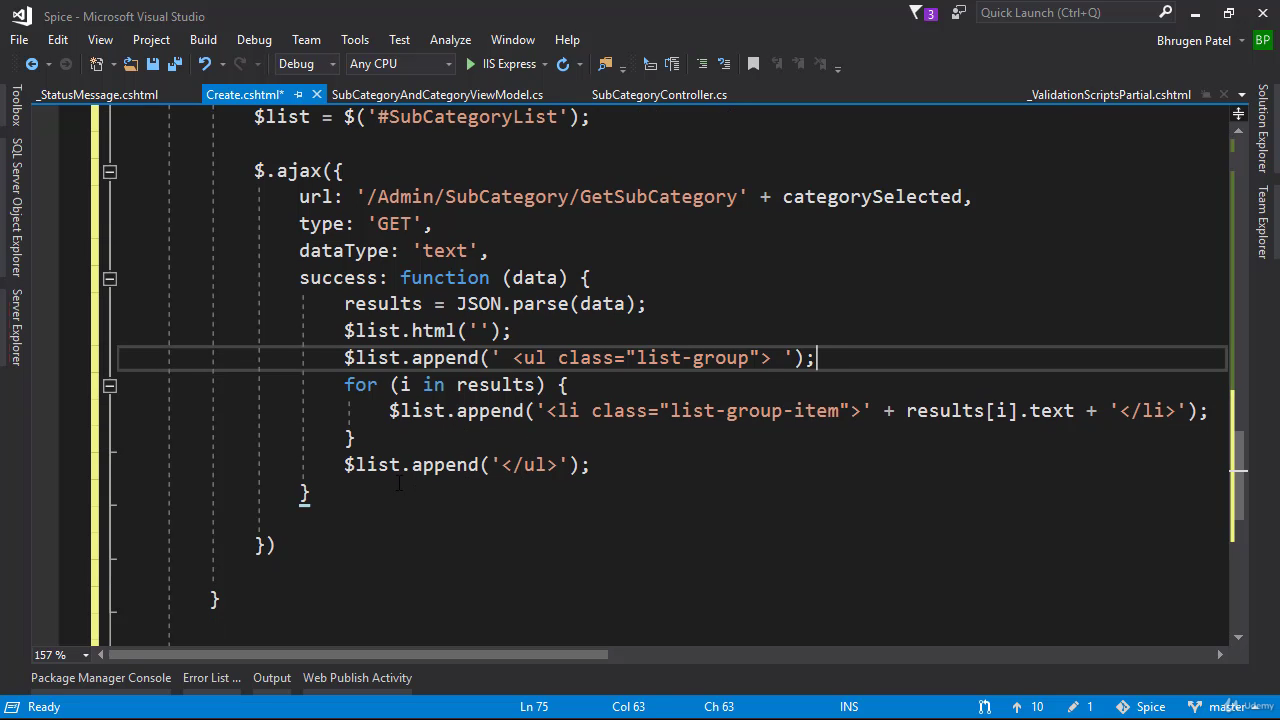 Spice - Microsoft Visual Studio
3
Quick Launch (Ctrl+Q)
File Edit View Project Build Debug Team Tools Test Analyze Window Help
Bhrugen Patel BP
Debug Any CPU IIS Express
_StatusMessage.cshtml Create.cshtml* SubCategoryAndCategoryViewModel.cs SubCategoryController.cs _ValidationScriptsPartial.cshtml
Toolbox
SQL Server Object Explorer
Server Explorer
Solution Explorer
Team Explorer
$list = $('#SubCategoryList');
$.ajax({
url: '/Admin/SubCategory/GetSubCategory' + categorySelected,
type: 'GET',
dataType: 'text',
success: function (data) {
results = JSON.parse(data);
$list.html('');
$list.append(' <ul class="list-group"> ');
for (i in results) {
$list.append('<li class="list-group-item">' + results[i].text + '</li>');
}
$list.append('</ul>');
}
})
}
157 %
Package Manager Console Error List ... Output Web Publish Activity
Ready Ln 75 Col 63 Ch 63 INS 10 1 Spice master
Udemy